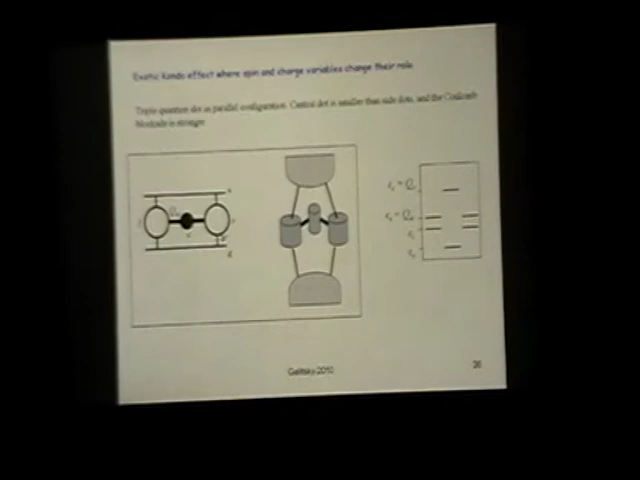 Exotic Kondo effect where spin and charge variables change their role
Triple quantum dot in parallel configuration. Central dot is smaller than side dots, and the Coulomb
blockade is stronger
Galitsky 2010
26